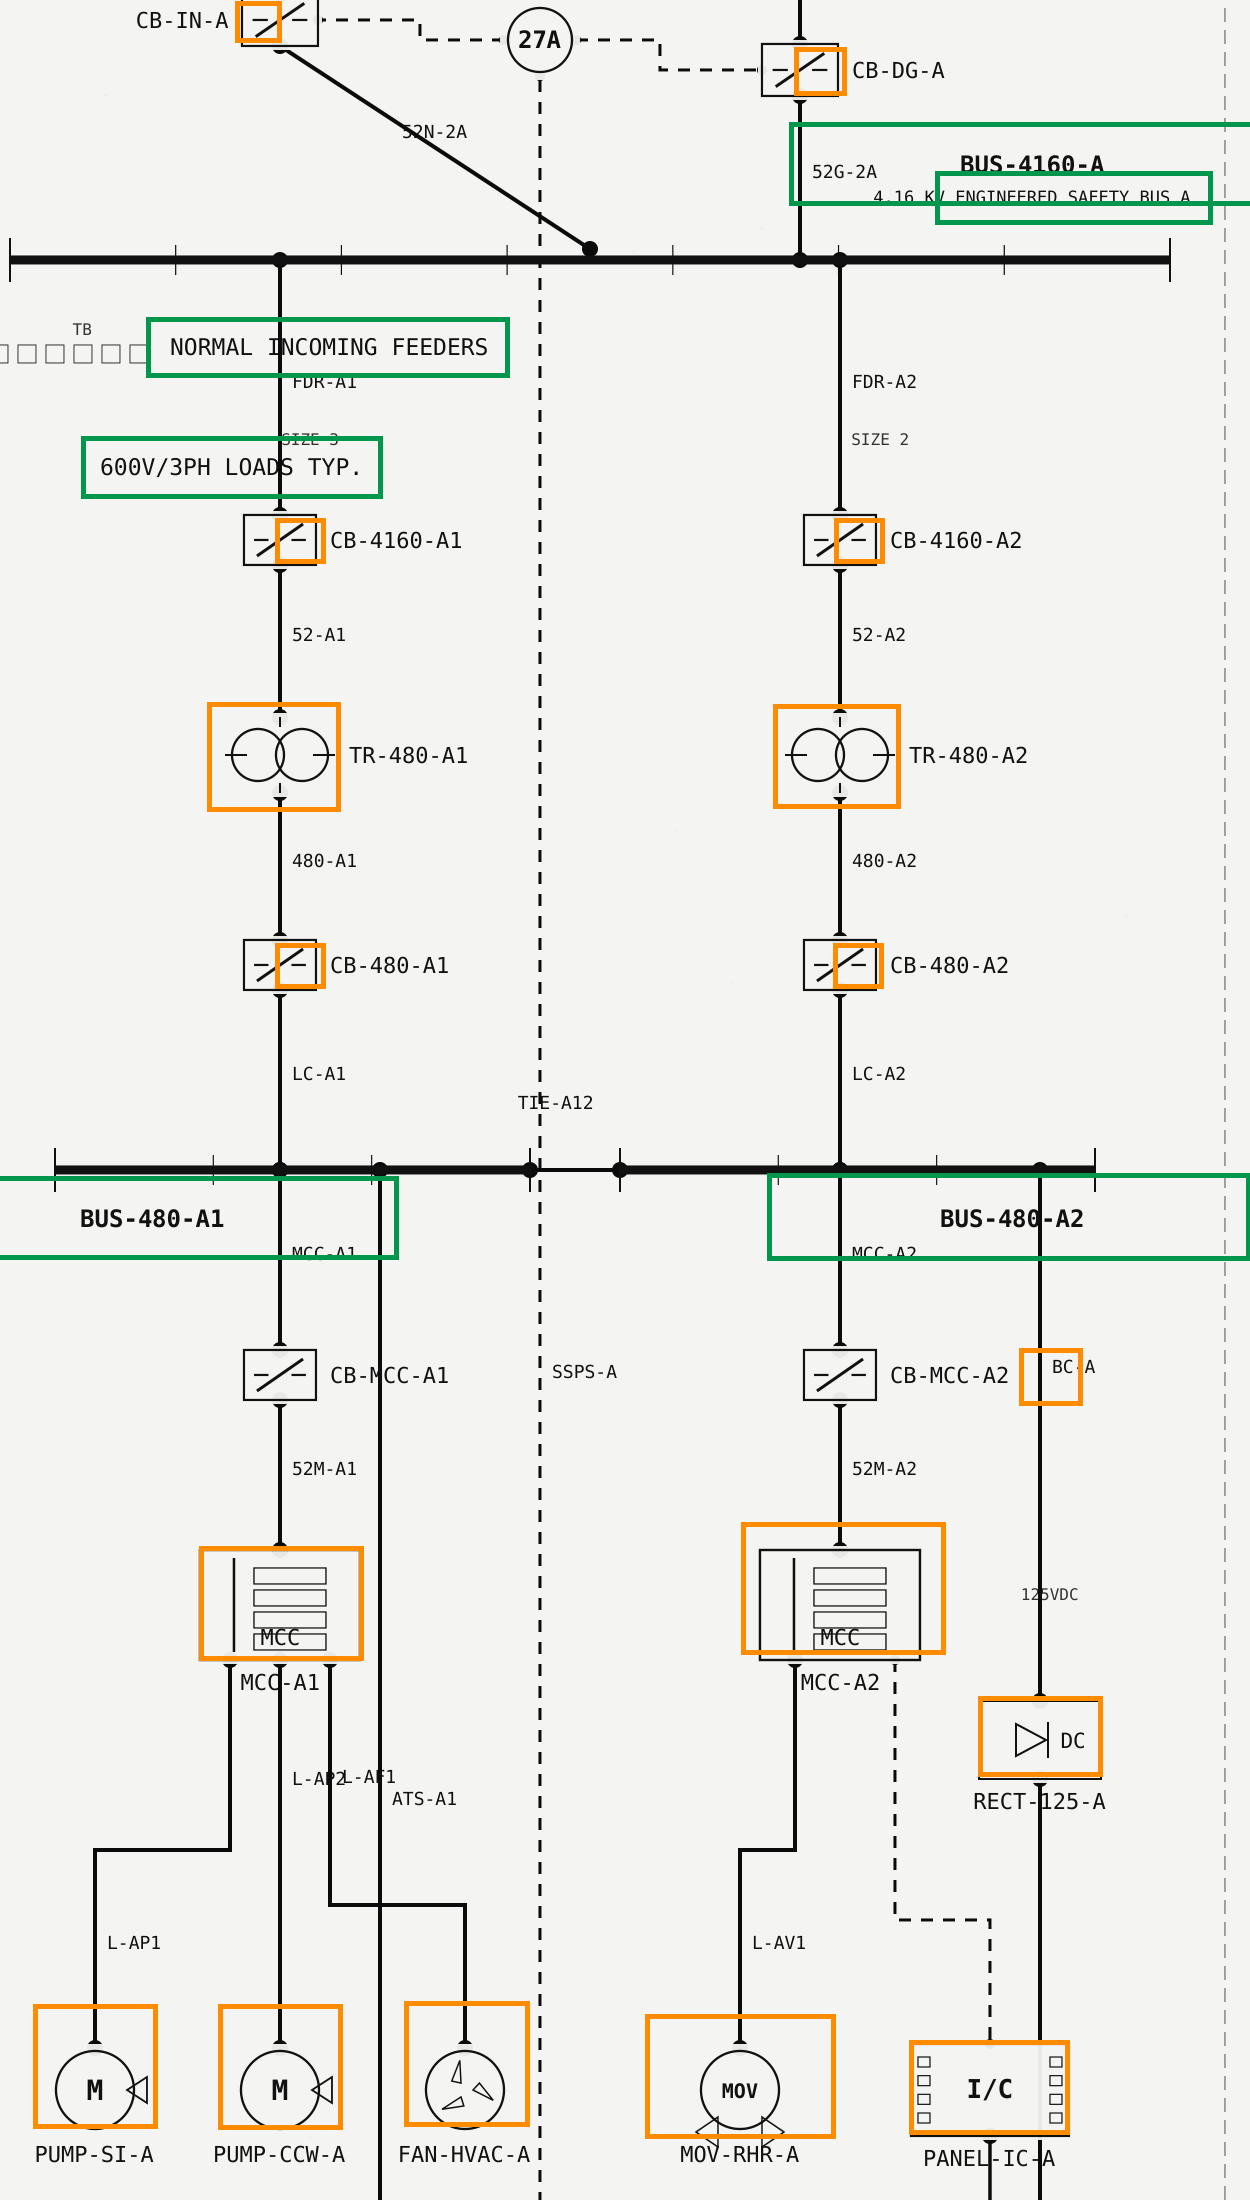 CB-IN-A
27A
CB-DG-A
52N-2A
BUS-4160-A
52G-2A
4.16 KV ENGINEERED SAFETY BUS A
TB
NORMAL INCOMING FEEDERS
FDR-A1
FDR-A2
SIZE 3
SIZE 2
600V/3PH LOADS TYP.
CB-4160-A1
CB-4160-A2
52-A1
52-A2
TR-480-A1
TR-480-A2
480-A1
480-A2
CB-480-A1
CB-480-A2
LC-A1
LC-A2
TIE-A12
BUS-480-A1
BUS-480-A2
MCC-A1
MCC-A2
CB-MCC-A1
SSPS-A
CB-MCC-A2
BC-A
52M-A1
52M-A2
125VDC
MCC
MCC
MCC-A1
MCC-A2
DC
L-AP2
L-AF1
ATS-A1
RECT-125-A
L-AP1
L-AV1
M
M
MOV
I/C
PUMP-SI-A
PUMP-CCW-A
FAN-HVAC-A
MOV-RHR-A
PANEL-IC-A